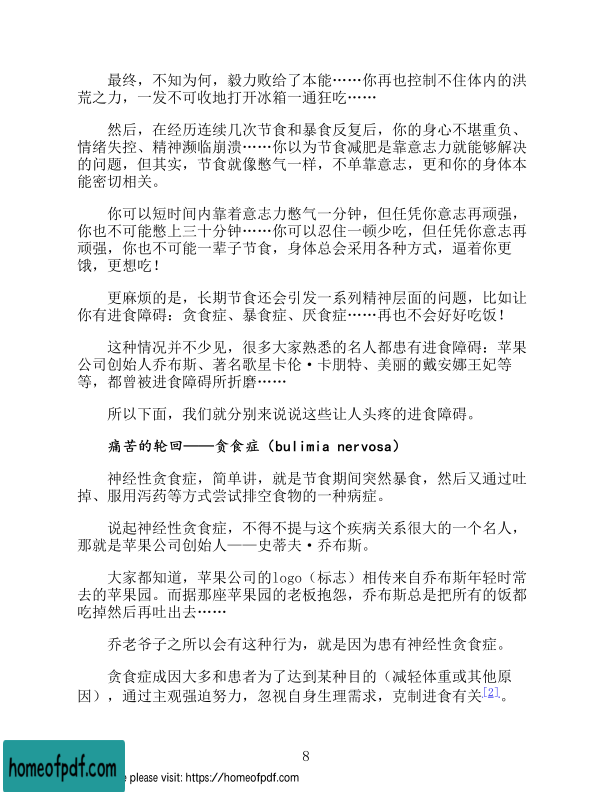 最终，不知为何，毅力败给了本能……你再也控制不住体内的洪
荒之力，一发不可收地打开冰箱一通狂吃……
然后，在经历连续几次节食和暴食反复后，你的身心不堪重负、
情绪失控、精神濒临崩溃……你以为节食减肥是靠意志力就能够解决
的问题，但其实，节食就像憋气一样，不单靠意志，更和你的身体本
能密切相关。
你可以短时间内靠着意志力憋气一分钟，但任凭你意志再顽强，
你也不可能憋上三十分钟……你可以忍住一顿少吃，但任凭你意志再
顽强，你也不可能一辈子节食，身体总会采用各种方式，逼着你更
饿，更想吃！
更麻烦的是，长期节食还会引发一系列精神层面的问题，比如让
你有进食障碍：贪食症、暴食症、厌食症……再也不会好好吃饭！
这种情况并不少见，很多大家熟悉的名人都患有进食障碍：苹果
公司创始人乔布斯、著名歌星卡伦·卡朋特、美丽的戴安娜王妃等
等，都曾被进食障碍所折磨……
所以下面，我们就分别来说说这些让人头疼的进食障碍。
痛苦的轮回——贪食症（bulimia nervosa）
神经性贪食症，简单讲，就是节食期间突然暴食，然后又通过吐
掉、服用泻药等方式尝试排空食物的一种病症。
说起神经性贪食症，不得不提与这个疾病关系很大的一个名人，
那就是苹果公司创始人——史蒂夫·乔布斯。
大家都知道，苹果公司的logo（标志）相传来自乔布斯年轻时常
去的苹果园。而据那座苹果园的老板抱怨，乔布斯总是把所有的饭都
吃掉然后再吐出去……
乔老爷子之所以会有这种行为，就是因为患有神经性贪食症。
贪食症成因大多和患者为了达到某种目的（减轻体重或其他原
因），通过主观强迫努力，忽视自身生理需求，克制进食有关[2]。
8
homeofpdf.com
e please visit: https://homeofpdf.com